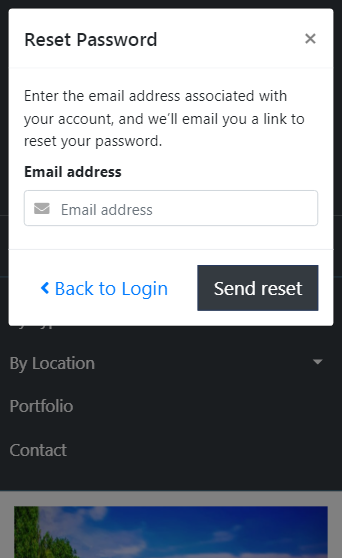 Reset Password ×
Enter the email address associated with
your account, and we'll email you a link to
reset your password.
Email address
Email address
Back to Login Send reset
By Location
Portfolio
Contact